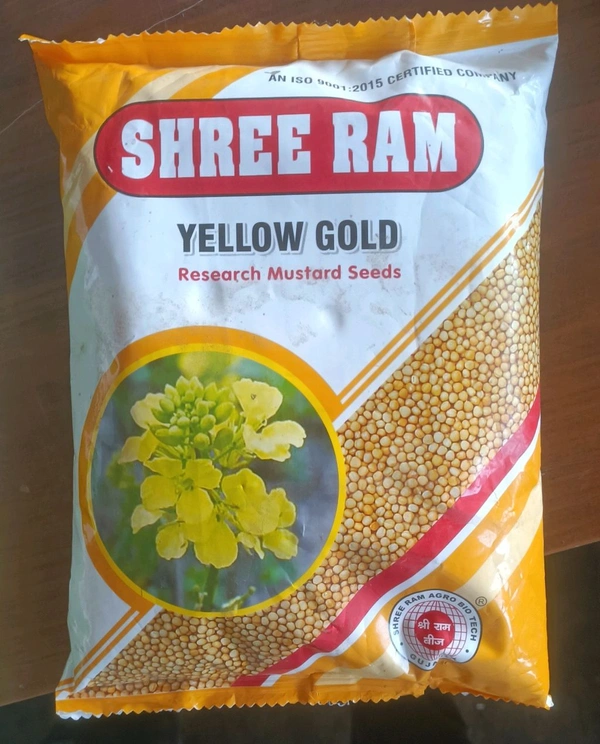 AN ISO 9001:2015 CERTIFIED COMPANY
SHREE RAM
YELLOW GOLD
Research Mustard Seeds
SHREE RAM AGRO BIO TECH
®
श्री राम
बीज